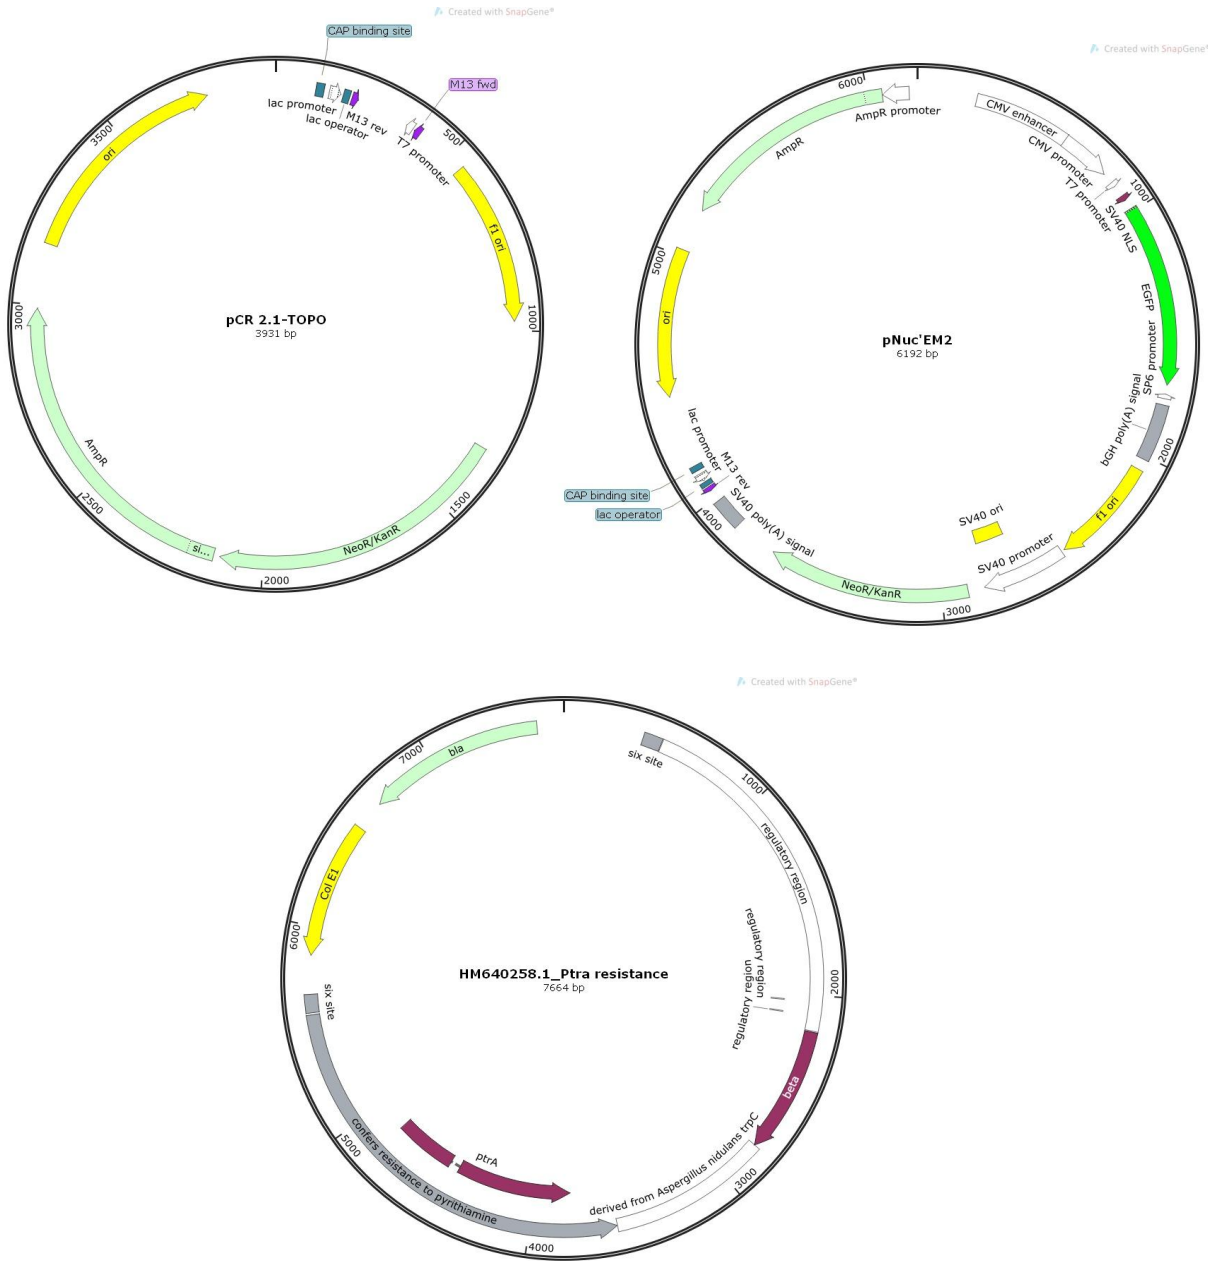 Created with SnapGene®
CAP binding site
M13 fwd
lac promoter
lac operator
M13 rev
T7 promoter
500
f1 ori
1000
1500
NeoR/KanR
2000
si...
2500
AmpR
3000
3500
ori
pCR 2.1-TOPO
3931 bp
Created with SnapGene®
6000
AmpR promoter
AmpR
CMV enhancer
CMV promoter
T7 promoter
1000
SV40 NLS
EGFP
SP6 promoter
bGH poly(A) signal
2000
f1 ori
SV40 ori
SV40 promoter
3000
NeoR/KanR
SV40 poly(A) signal
4000
M13 rev
lac promoter
CAP binding site
lac operator
ori
5000
pNuc'EM2
6192 bp
Created with SnapGene®
7000
bla
six site
1000
regulatory region
2000
regulatory region
regulatory region
beta
3000
derived from Aspergillus nidulans trpC
4000
ptrA
confers resistance to pyrithiamine
5000
six site
6000
Col E1
HM640258.1_Ptra resistance
7664 bp